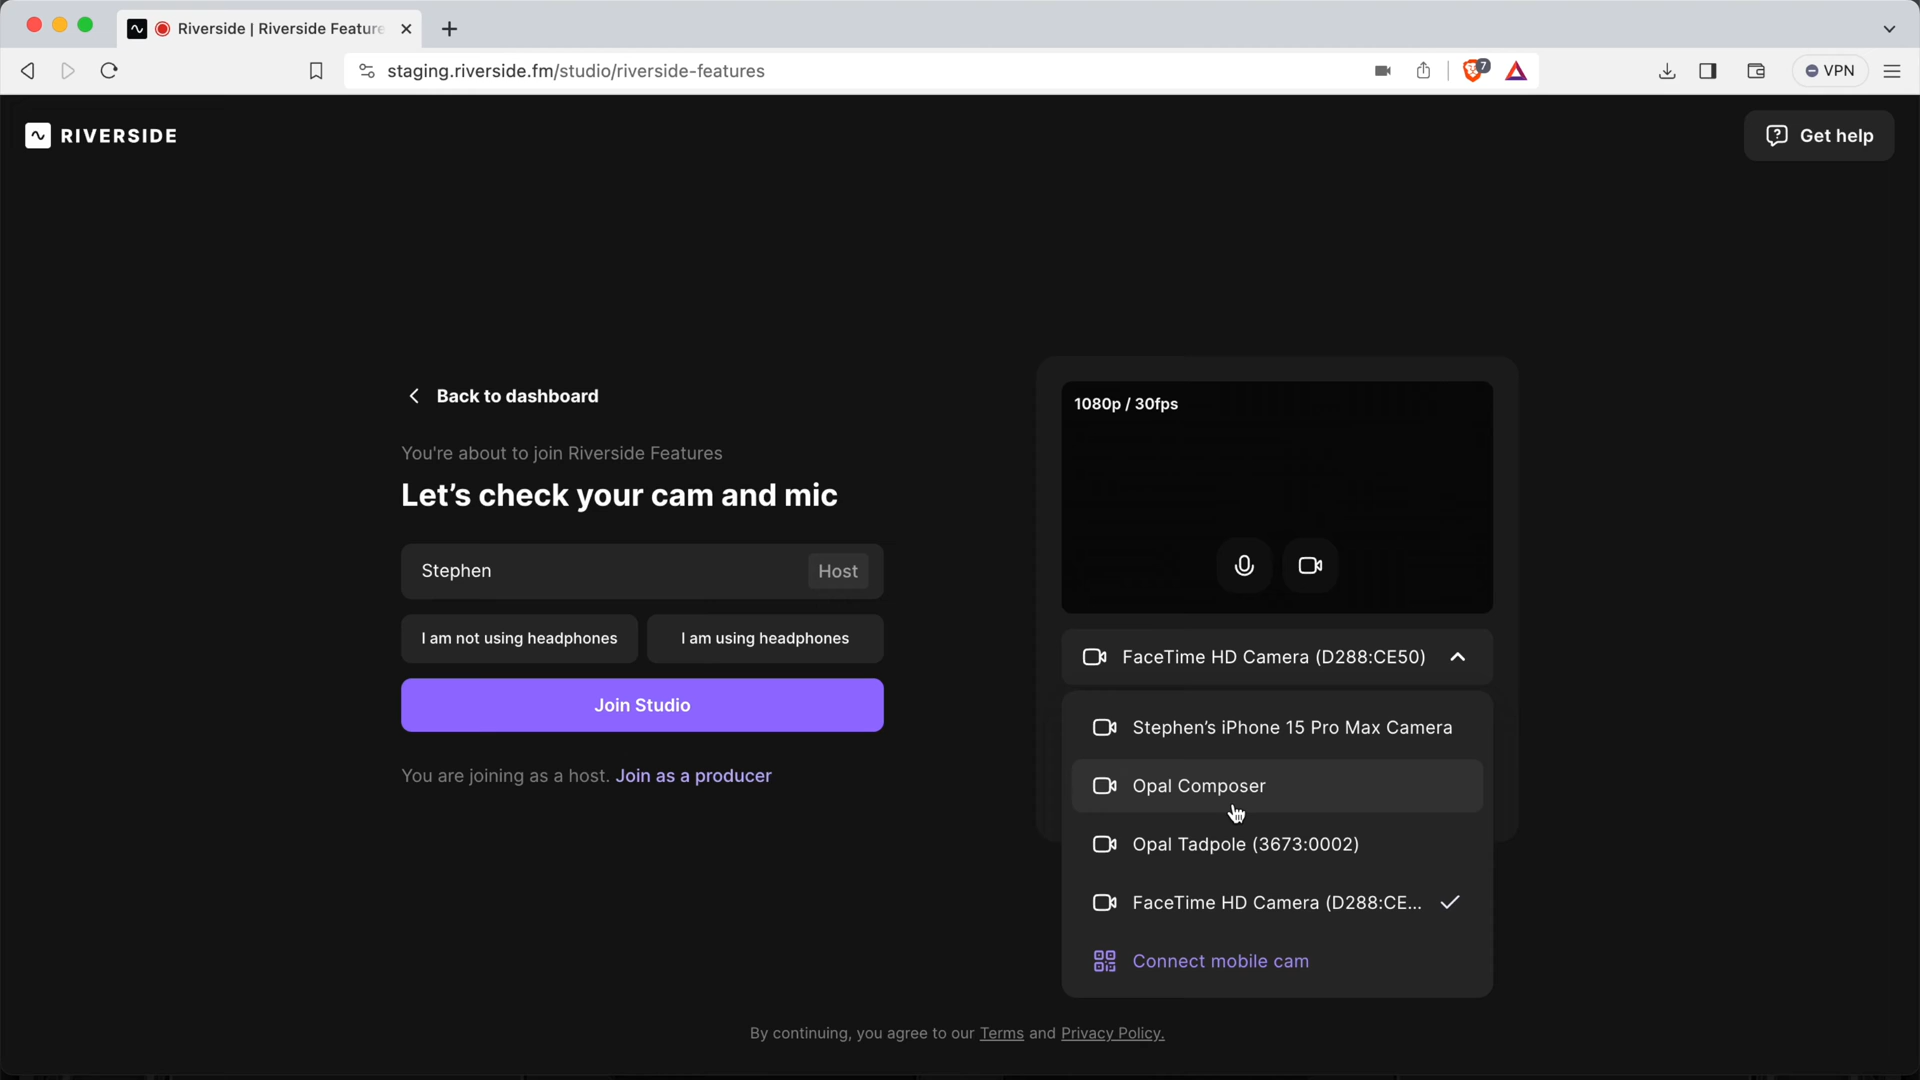 Riverside | Riverside Feature
staging.riverside.fm/studio/riverside-features
7
VPN
RIVERSIDE
Get help
Back to dashboard
You're about to join Riverside Features
Let’s check your cam and mic
Stephen
Host
I am not using headphones
I am using headphones
Join Studio
You are joining as a host. Join as a producer
1080p / 30fps
FaceTime HD Camera (D288:CE50)
Stephen’s iPhone 15 Pro Max Camera
Opal Composer
Opal Tadpole (3673:0002)
FaceTime HD Camera (D288:CE...
Connect mobile cam
By continuing, you agree to our Terms and Privacy Policy.